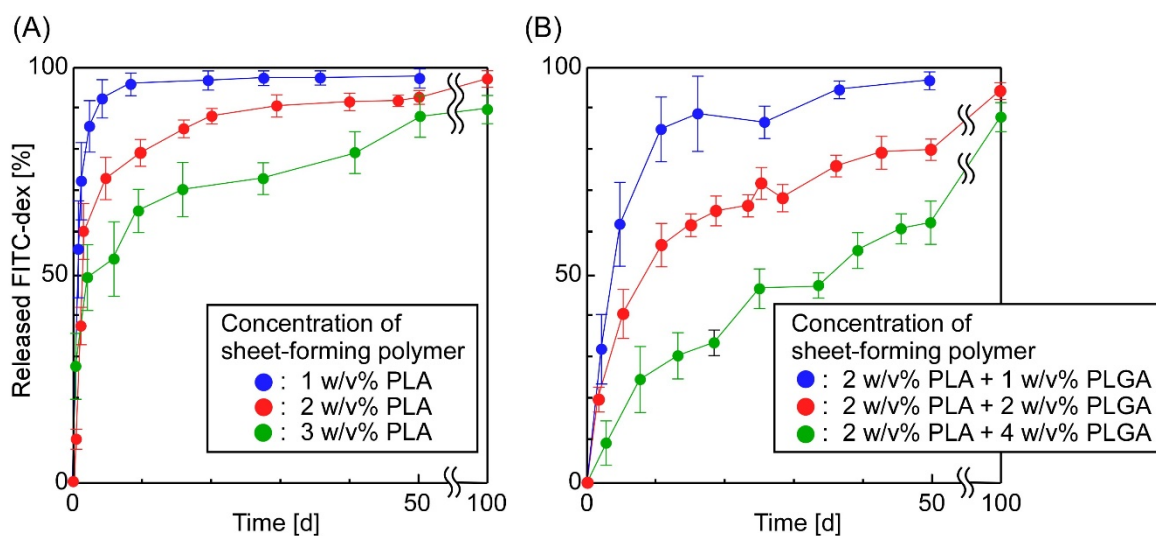 (A)
Released FITC-dex [%]
100
50
0
0
50
100
Time [d]
Concentration of
sheet-forming polymer
: 1 w/v% PLA
: 2 w/v% PLA
: 3 w/v% PLA
(B)
100
50
0
0
50
100
Time [d]
Concentration of
sheet-forming polymer
: 2 w/v% PLA + 1 w/v% PLGA
: 2 w/v% PLA + 2 w/v% PLGA
: 2 w/v% PLA + 4 w/v% PLGA